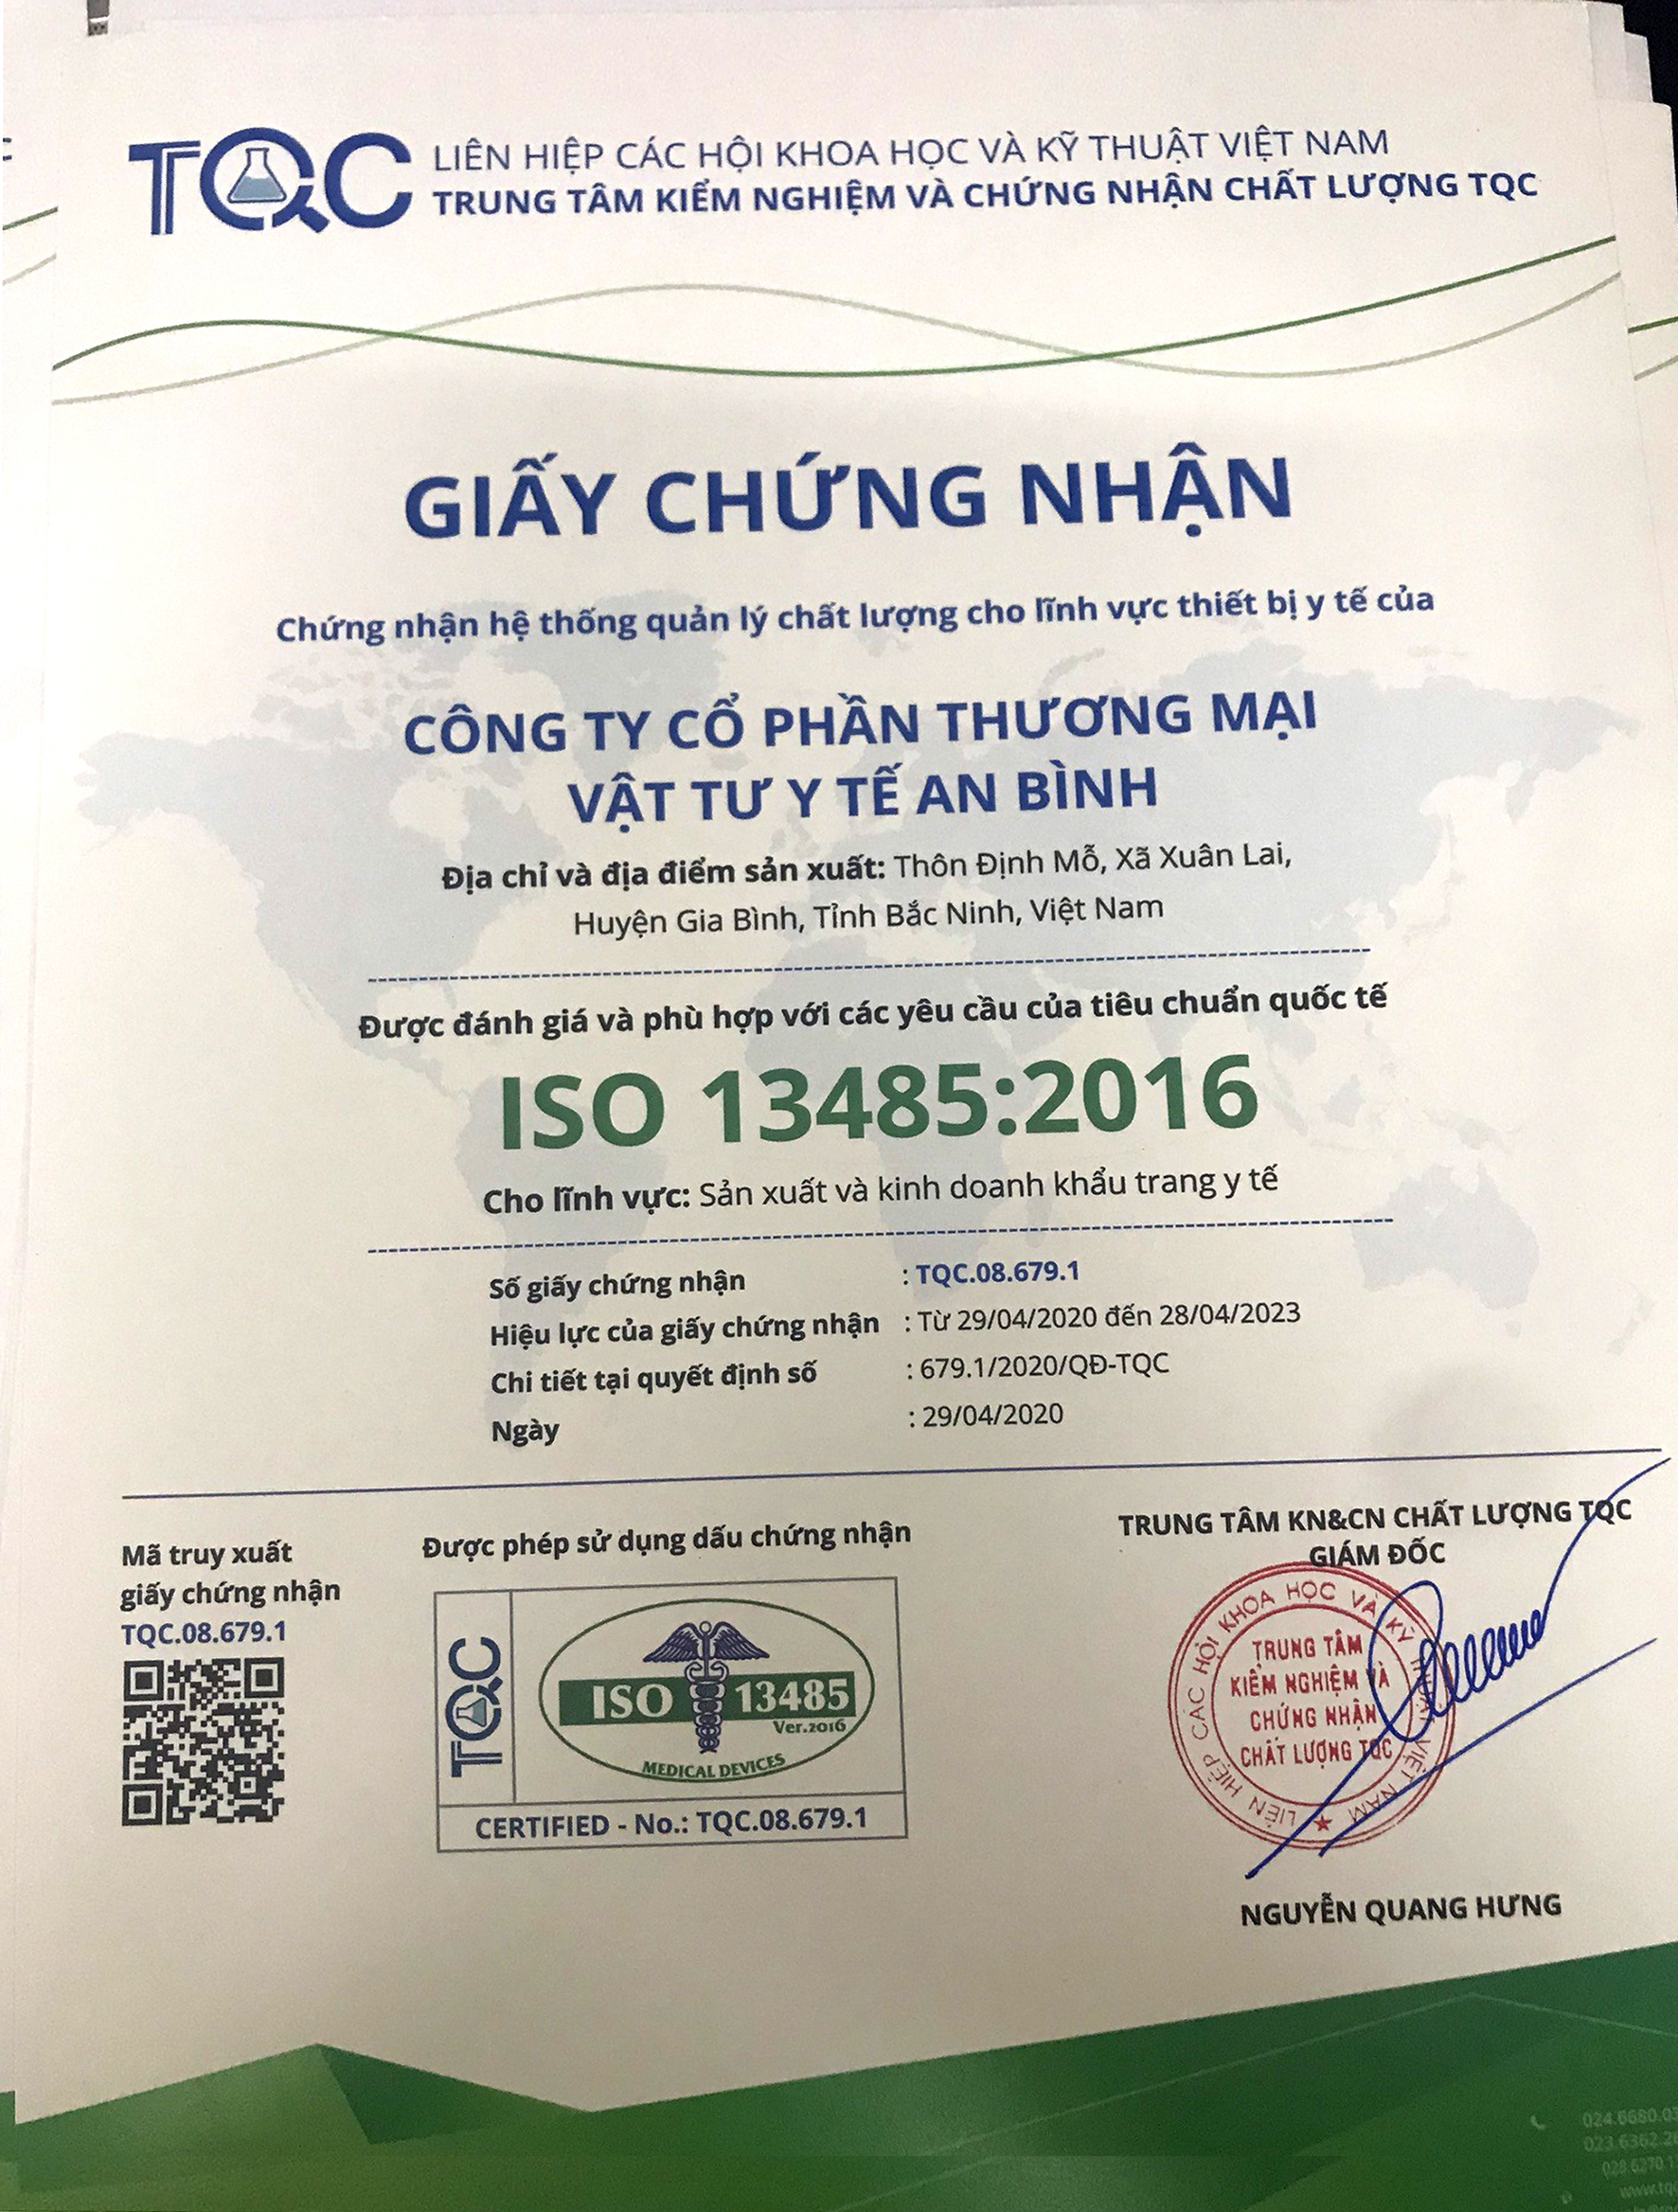 TQC
LIÊN HIỆP CÁC HỘI KHOA HỌC VÀ KỸ THUẬT VIỆT NAM
TRUNG TÂM KIỂM NGHIỆM VÀ CHỨNG NHẬN CHẤT LƯỢNG TQC
GIẤY CHỨNG NHẬN
Chứng nhận hệ thống quản lý chất lượng cho lĩnh vực thiết bị y tế của
CÔNG TY CỔ PHẦN THƯƠNG MẠI
VẬT TƯ Y TẾ AN BÌNH
Địa chỉ và địa điểm sản xuất: Thôn Định Mỗ, Xã Xuân Lai,
Huyện Gia Bình, Tỉnh Bắc Ninh, Việt Nam
Được đánh giá và phù hợp với các yêu cầu của tiêu chuẩn quốc tế
ISO 13485:2016
Cho lĩnh vực: Sản xuất và kinh doanh khẩu trang y tế
Số giấy chứng nhận : TQC.08.679.1
Hiệu lực của giấy chứng nhận : Từ 29/04/2020 đến 28/04/2023
Chi tiết tại quyết định số : 679.1/2020/QĐ-TQC
Ngày : 29/04/2020
Mã truy xuất
giấy chứng nhận
TQC.08.679.1
Được phép sử dụng dấu chứng nhận
TQC
ISO 13485
Ver.2016
MEDICAL DEVICES
CERTIFIED - No.: TQC.08.679.1
TRUNG TÂM KN&CN CHẤT LƯỢNG TQC
GIÁM ĐỐC
LIÊN HIỆP CÁC HỘI KHOA HỌC VÀ KỸ THUẬT VIỆT NAM
TRUNG TÂM
KIỂM NGHIỆM VÀ
CHỨNG NHẬN
CHẤT LƯỢNG TQC
NGUYỄN QUANG HƯNG